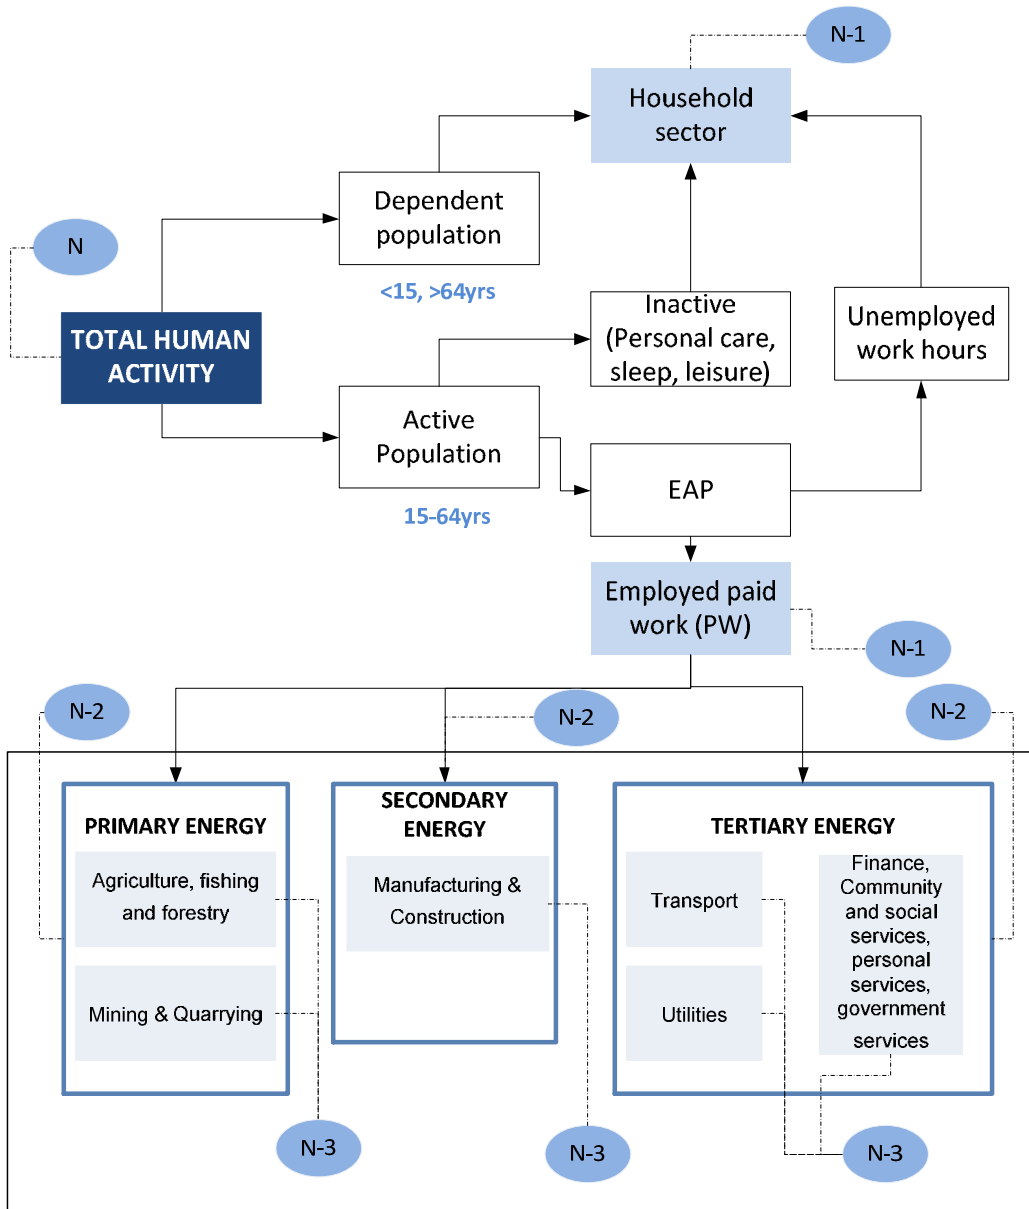 N-1
Household
sector
Dependent
population
<15, >64yrs
N
TOTAL HUMAN
ACTIVITY
Inactive
(Personal care,
sleep, leisure)
Unemployed
work hours
Active
Population
15-64yrs
EAP
Employed paid
work (PW)
N-1
N-2
N-2
N-2
PRIMARY ENERGY
Agriculture, fishing
and forestry
Mining & Quarrying
SECONDARY
ENERGY
Manufacturing &
Construction
TERTIARY ENERGY
Transport
Utilities
Finance,
Community
and social
services,
personal
services,
government
services
N-3
N-3
N-3